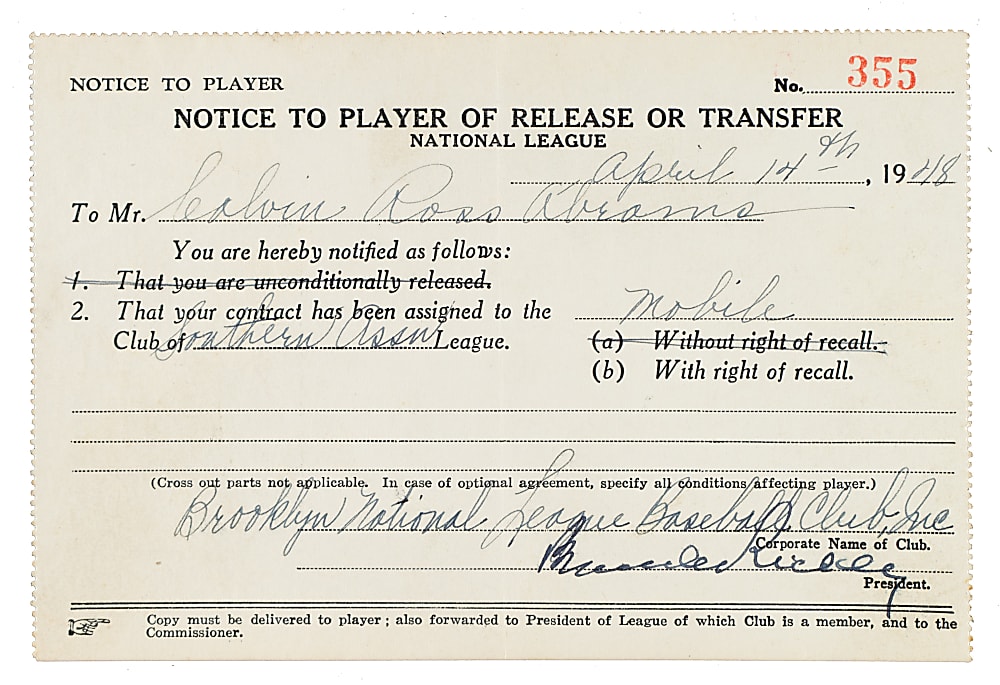 NOTICE TO PLAYER
No. 355
NOTICE TO PLAYER OF RELEASE OR TRANSFER
NATIONAL LEAGUE
April 14th, 1948
To Mr. Calvin Ross Abrams
You are hereby notified as follows:
1. That you are unconditionally released.
2. That your contract has been assigned to the Mobile
Club of Southern Assn League. (a) Without right of recall.
(b) With right of recall.
(Cross out parts not applicable. In case of optional agreement, specify all conditions affecting player.)
Brooklyn National League Baseball Club, Inc
Corporate Name of Club.
Branch Rickey
President.
Copy must be delivered to player; also forwarded to President of League of which Club is a member, and to the
Commissioner.